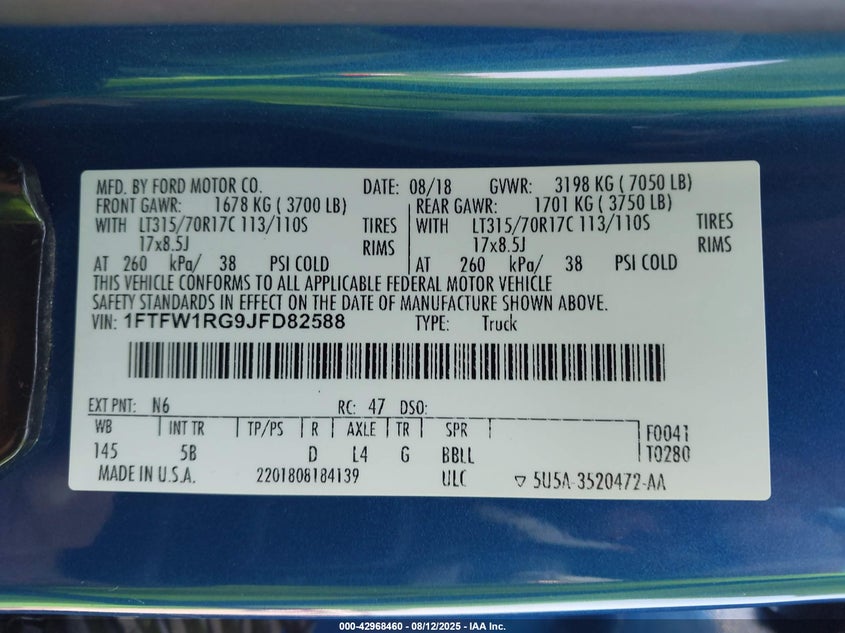 MFD. BY FORD MOTOR CO. DATE: 08/18 GVWR: 3198 KG ( 7050 LB)
FRONT GAWR: 1678 KG ( 3700 LB) REAR GAWR: 1701 KG ( 3750 LB)
WITH LT315/70R17C 113/110S TIRES WITH LT315/70R17C 113/110S TIRES
17x8.5J RIMS 17x8.5J RIMS
AT 260 kPa/ 38 PSI COLD AT 260 kPa/ 38 PSI COLD
THIS VEHICLE CONFORMS TO ALL APPLICABLE FEDERAL MOTOR VEHICLE
SAFETY STANDARDS IN EFFECT ON THE DATE OF MANUFACTURE SHOWN ABOVE.
VIN: 1FTFW1RG9JFD82588 TYPE: Truck
EXT PNT: N6 RC: 47 DSO:
WB INT TR TP/PS R AXLE TR SPR F0041
145 5B D L4 G BBLL T0280
MADE IN U.S.A. 2201808184139 ULC ▽ 5U5A-3520472-AA
000-42968460 - 08/12/2025 - IAA Inc.